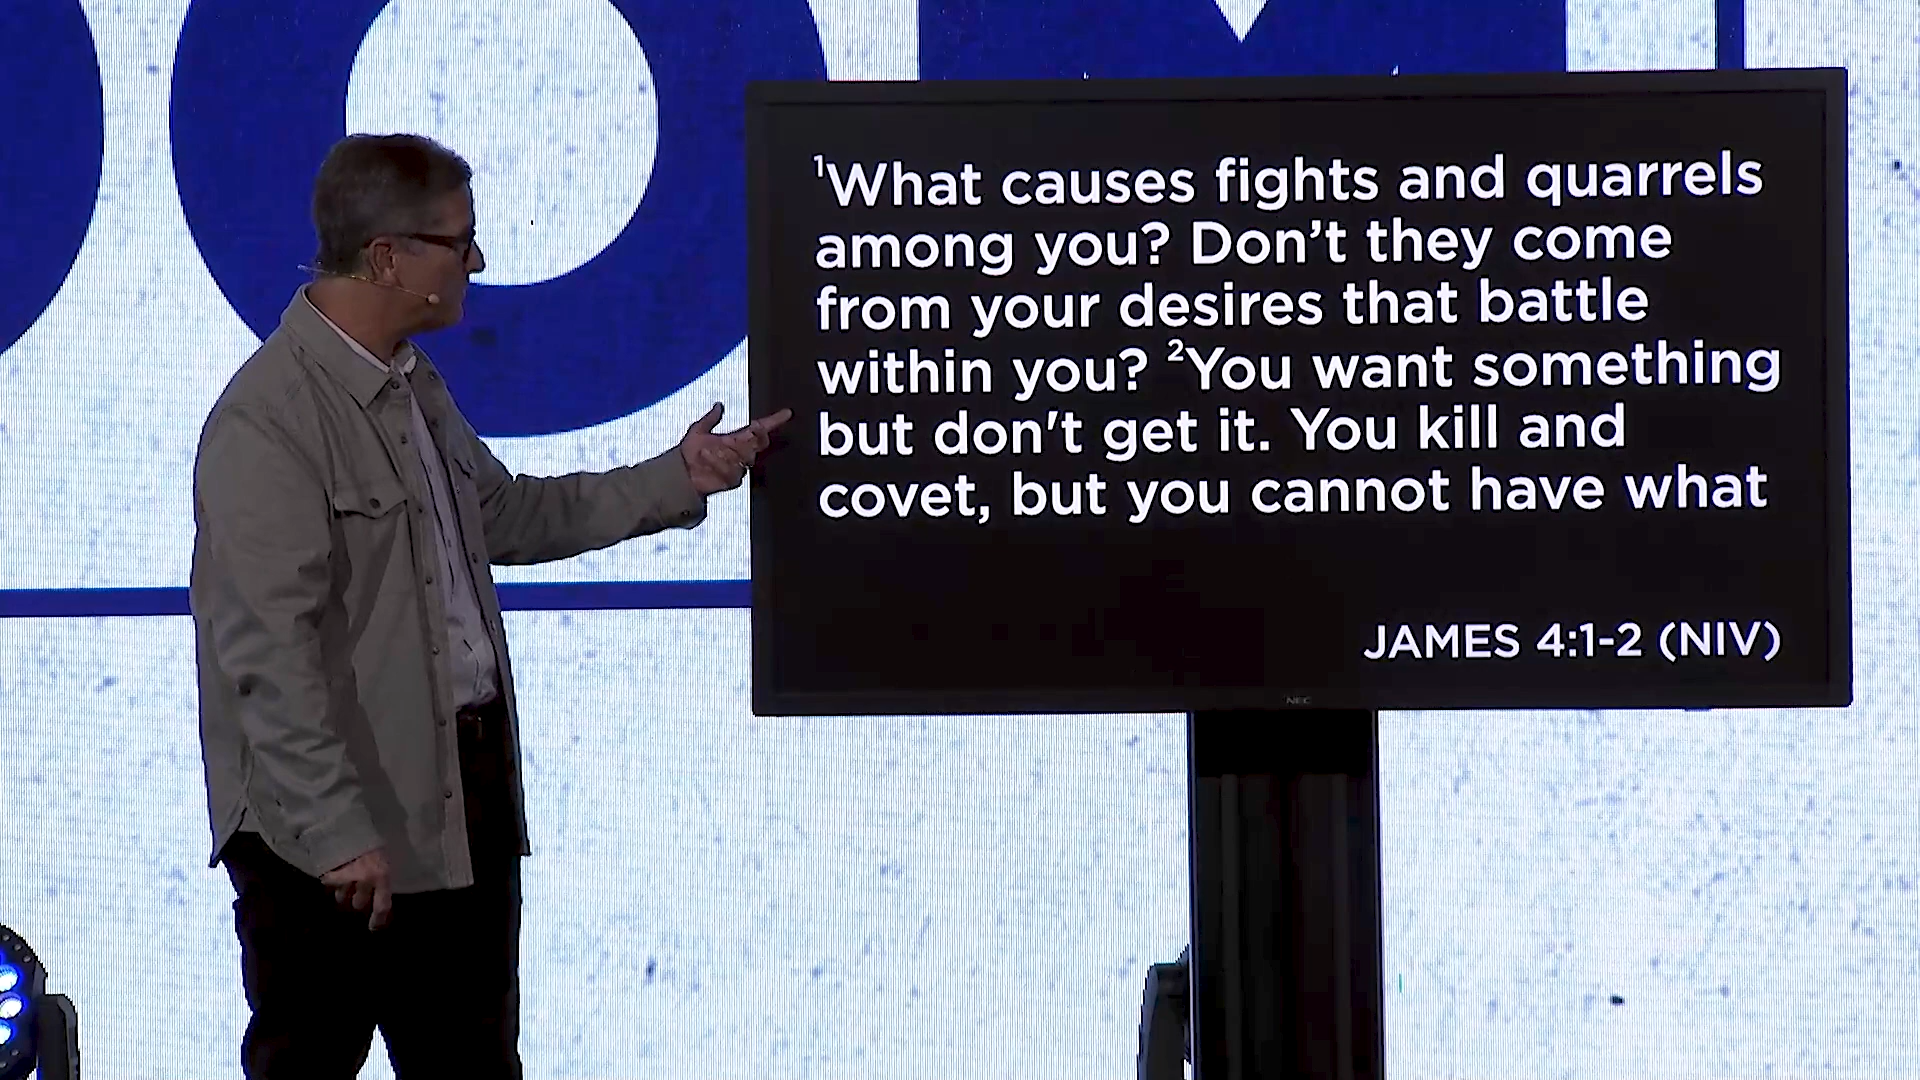 ¹What causes fights and quarrels
among you? Don’t they come
from your desires that battle
within you? ²You want something
but don't get it. You kill and
covet, but you cannot have what
JAMES 4:1-2 (NIV)
NEC